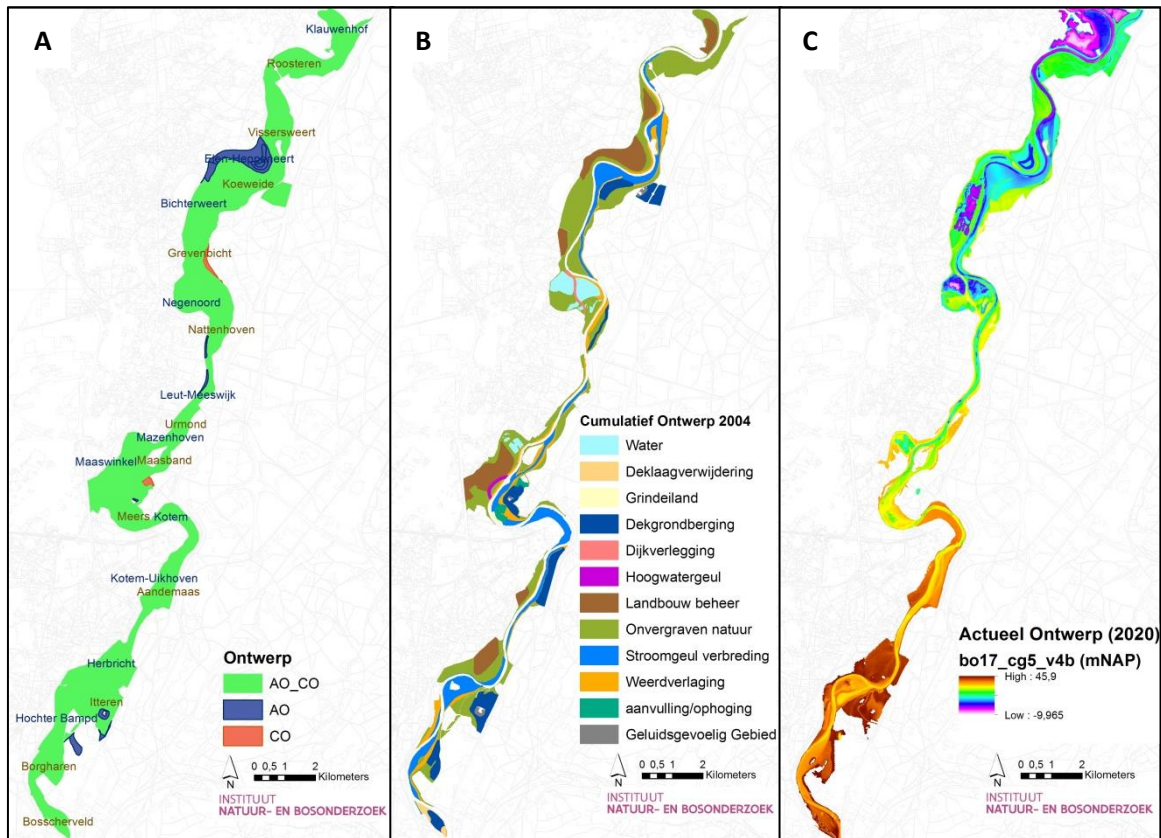 A
Klauwenhof
Roosteren
Vissersweert
Elen-Heppeneert
Koeweide
Bichterweert
Grevenbicht
Negenoord
Nattenhoven
Leut-Meeswijk
Urmond
Mazenhoven
Maaswinkel
Maasband
Meers
Kotem
Kotem-Uikhoven
Aandemaas
Herbricht
Itteren
Hochter Bampd
Borgharen
Bosscherveld
Ontwerp
AO_CO
AO
CO
0 0,5 1 2
Kilometers
N
INSTITUUT
NATUUR- EN BOSONDERZOEK
B
Cumulatief Ontwerp 2004
Water
Deklaagverwijdering
Grindeiland
Dekgrondberging
Dijkverlegging
Hoogwatergeul
Landbouw beheer
Onvergraven natuur
Stroomgeul verbreding
Weerdverlaging
aanvulling/ophoging
Geluidsgevoelig Gebied
0 0,5 1 2
Kilometers
N
INSTITUUT
NATUUR- EN BOSONDERZOEK
C
Actueel Ontwerp (2020)
bo17_cg5_v4b (mNAP)
High : 45,9
Low : -9,965
0 0,5 1 2
Kilometers
N
INSTITUUT
NATUUR- EN BOSONDERZOEK